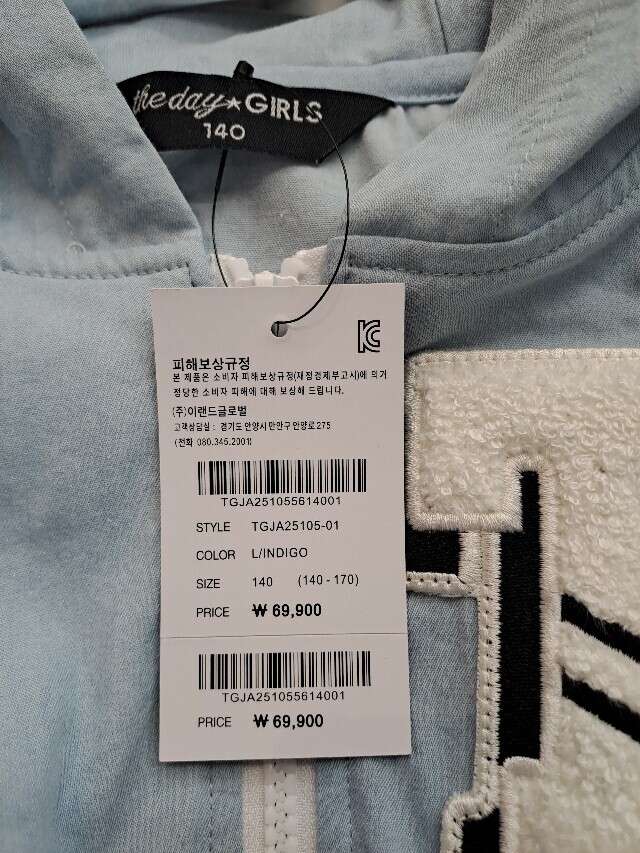 the day★GIRLS
140
피해보상규정
본 제품은 소비자 피해보상규정(재정경제부고시)에 의거
정당한 소비자 피해에 대해 보상해 드립니다.
(주)이랜드글로벌
고객상담실 : 경기도 안양시 만안구 안양로 275
(전화 080.345.2001)
TGJA251055614001
STYLE TGJA25105-01
COLOR L/INDIGO
SIZE 140 (140 - 170)
PRICE ₩ 69,900
TGJA251055614001
PRICE ₩ 69,900